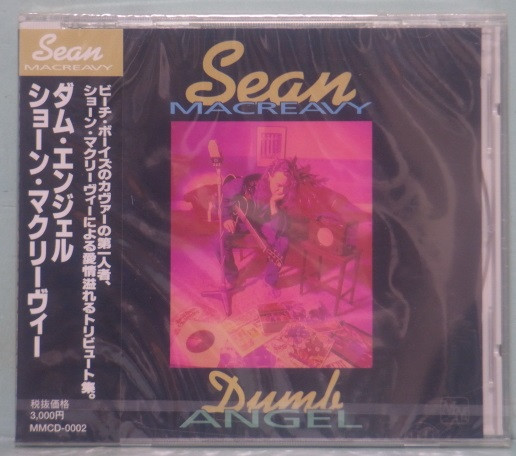 Sean
MACREAVY
ビーチ・ボーイズのカヴァーの第一人者、
ショーン・マクリーヴィーによる愛情溢れるトリビュート集。
ダム・エンジェル
ショーン・マクリーヴィー
税抜価格
3,000円
MMCD-0002
Sean
MACREAVY
Dumb
ANGEL